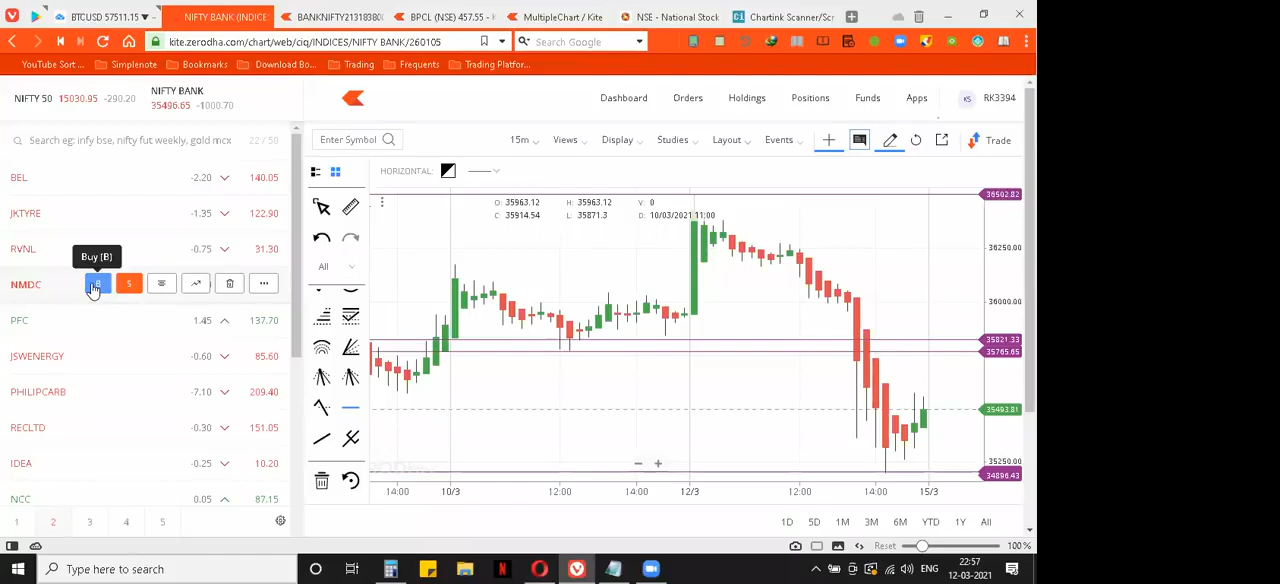 BTCUSD 57511.15
NIFTY BANK (INDICE
BANKNIFTY21318380
BPCL (NSE) 457.55 -
MultipleChart / Kite
NSE - National Stock
Chartink Scanner/Scr
kite.zerodha.com/chart/web/ciq/INDICES/NIFTY BANK/260105
Search Google
YouTube Sort ...
Simplenote
Bookmarks
Download Bo...
Trading
Frequents
Trading Platfor...
NIFTY 50 15030.95 -290.20
NIFTY BANK
35496.65 -1000.70
Dashboard
Orders
Holdings
Positions
Funds
Apps
KS
RK3394
Search eg: infy bse, nifty fut weekly, gold mcx
22 / 50
Enter Symbol
15m
Views
Display
Studies
Layout
Events
Trade
HORIZONTAL:
BEL -2.20 140.05
JKTYRE -1.35 122.90
RVNL -0.75 31.30
Buy (B)
NMDC
S
PFC 1.45 137.70
JSWENERGY -0.60 85.60
PHILIPCARB -7.10 209.40
RECLTD -0.30 151.05
IDEA -0.25 10.20
NCC 0.05 87.15
1 2 3 4 5
All
O: 35963.12 H: 35963.12 V: 0
C: 35914.54 L: 35871.3 D: 10/03/2021 11:00
36502.82
36250.00
36000.00
35821.33
35765.65
35493.81
35250.00
34896.43
14:00 10/3 12:00 14:00 12/3 12:00 14:00 15/3
1D 5D 1M 3M 6M YTD 1Y All
Reset
100 %
Type here to search
ENG
22:57
12-03-2021